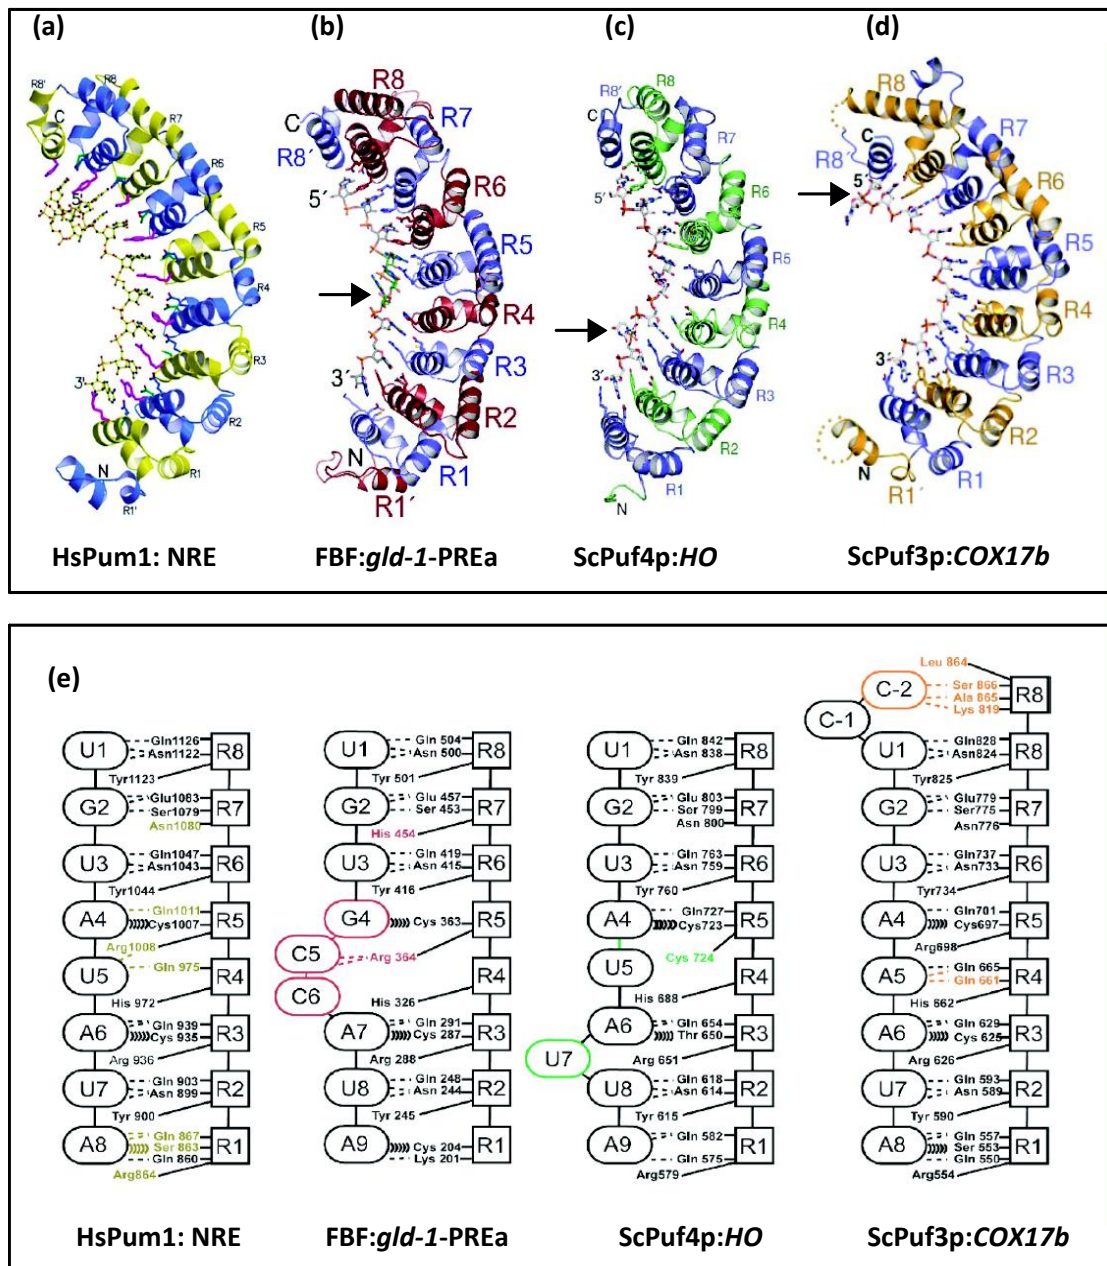 (a)
(b)
(c)
(d)
R8'
R8
C
R7
5'
R6
R5
R4
R3
3'
R2
N
R1
R1'
R8
C
R7
R8'
5'
R6
R5
R4
R3
3'
R2
N
R1
R1'
R8'
R8
C
R7
5'
R6
R5
R4
3'
R3
R2
R1
N
R8
R7
C
R8'
5'
R6
R5
R4
3'
R3
R2
N
R1
R1'
HsPum1: NRE
FBF:gld-1-PREa
ScPuf4p:HO
ScPuf3p:COX17b
(e)
U1
Gln1126
Asn1122
R8
Tyr1123
G2
Glu1083
Ser1079
R7
Asn1080
U3
Gln1047
Asn1043
R6
Tyr1044
A4
Gln1011
Cys1007
R5
Arg1008
U5
Gln 975
R4
His 972
A6
Gln 939
Cys 935
R3
Arg 936
U7
Gln 903
Asn 899
R2
Tyr 900
A8
Gln 867
Ser 863
Gln 860
R1
Arg864
U1
Gln 504
Asn 500
R8
Tyr 501
G2
Glu 457
Ser 453
R7
His 454
U3
Gln 419
Asn 415
R6
Tyr 416
G4
Cys 363
R5
C5
Arg 364
C6
R4
His 326
A7
Gln 291
Cys 287
R3
Arg 288
U8
Gln 248
Asn 244
R2
Tyr 245
A9
Cys 204
Lys 201
R1
U1
Gln 842
Asn 838
R8
Tyr 839
G2
Glu 803
Ser 799
R7
Asn 800
U3
Gln 763
Asn 759
R6
Tyr 760
A4
Gln727
Cys723
R5
Cys 724
U5
R4
His 688
A6
Gln 654
Thr 650
R3
U7
Arg 651
U8
Gln 618
Asn 614
R2
Tyr 615
A9
Gln 582
Gln 575
R1
Arg579
Leu 864
C-2
Ser 866
Ala 865
Lys 819
R8
C-1
U1
Gln828
Asn824
R8
Tyr825
G2
Glu779
Ser775
R7
Asn776
U3
Gln737
Asn733
R6
Tyr734
A4
Gln701
Cys697
R5
Arg698
A5
Gln 665
Gln 661
R4
His 662
A6
Gln 629
Cys 625
R3
Arg 626
U7
Gln 593
Asn 589
R2
Tyr 590
A8
Gln 557
Ser 553
Gln 550
R1
Arg554
HsPum1: NRE
FBF:gld-1-PREa
ScPuf4p:HO
ScPuf3p:COX17b